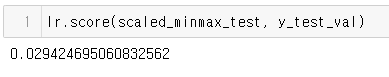 1 lr.score(scaled_minmax_test, y_test_val)
0.029424695060832562